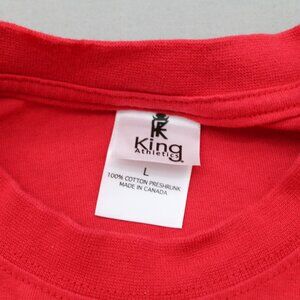 King
Athletics
L
100% COTTON PRESHRUNK
MADE IN CANADA